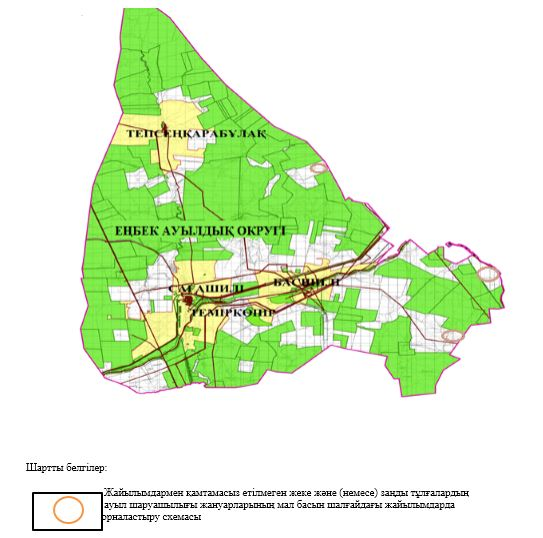 ТЕПСЕҢҚАРАБҰЛАҚ
ЕҢБЕК АУЫЛДЫҚ ОКРУГІ
БАСШИЛІ
ТЕМІРКӨПІР
Шартты белгілер:
Жайылымдармен қамтамасыз етілмеген жеке және (немесе) заңды тұлғалардың
ауыл шаруашылығы жануарларының мал басын шалғайдағы жайылымдарда
орналастыру схемасы